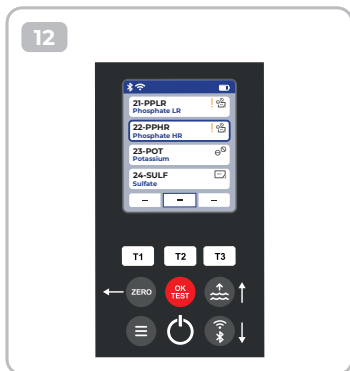 12
21-PPLR
Phosphate LR
22-PPHR
Phosphate HR
23-POT
Potassium
24-SULF
Sulfate
– – –
T1 T2 T3
ZERO OK TEST